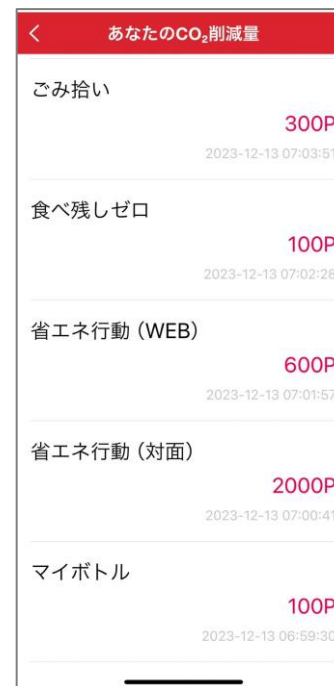 あなたのCO₂削減量
ごみ拾い
300P
2023-12-13 07:03:51
食べ残しゼロ
100P
2023-12-13 07:02:28
省エネ行動（WEB）
600P
2023-12-13 07:01:57
省エネ行動（対面）
2000P
2023-12-13 07:00:41
マイボトル
100P
2023-12-13 06:59:30